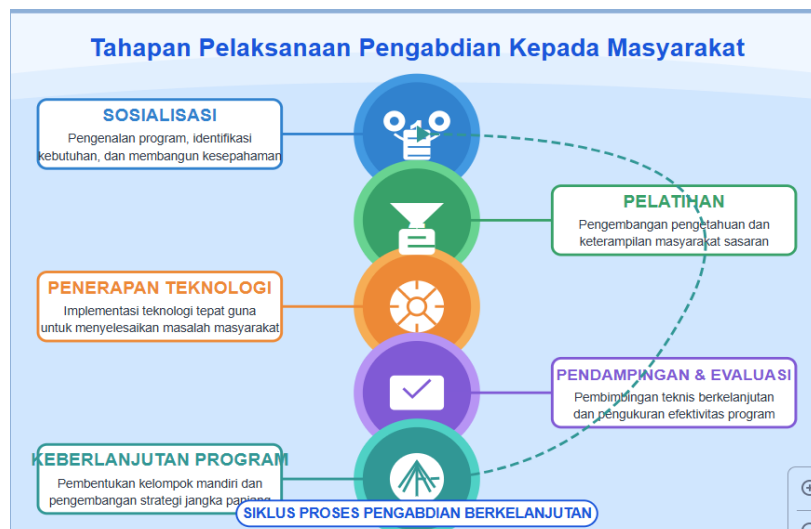 Tahapan Pelaksanaan Pengabdian Kepada Masyarakat
SOSIALISASI
Pengenalan program, identifikasi
kebutuhan, dan membangun kesepahaman
PELATIHAN
Pengembangan pengetahuan dan
keterampilan masyarakat sasaran
PENERAPAN TEKNOLOGI
Implementasi teknologi tepat guna
untuk menyelesaikan masalah masyarakat
PENDAMPINGAN & EVALUASI
Pembimbingan teknis berkelanjutan
dan pengukuran efektivitas program
KEBERLANJUTAN PROGRAM
Pembentukan kelompok mandiri dan
pengembangan strategi jangka panjang
SIKLUS PROSES PENGABDIAN BERKELANJUTAN